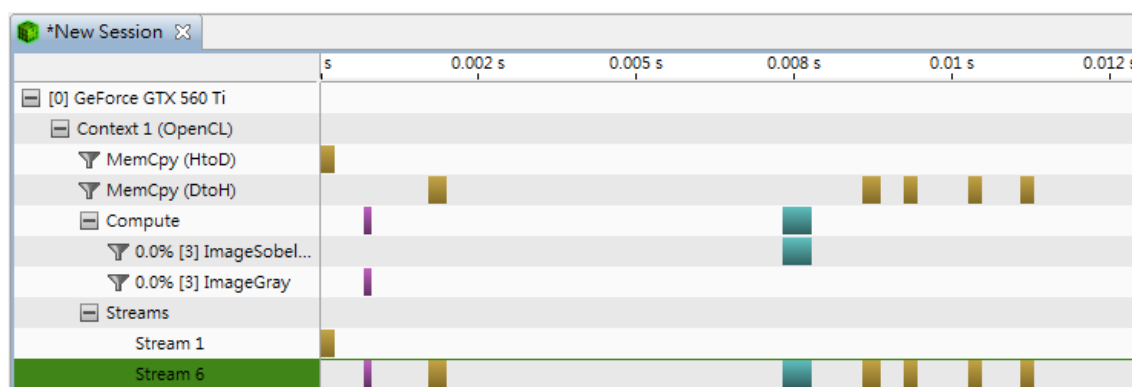 *New Session
s 0.002 s 0.005 s 0.008 s 0.01 s 0.012 s
[0] GeForce GTX 560 Ti
Context 1 (OpenCL)
MemCpy (HtoD)
MemCpy (DtoH)
Compute
0.0% [3] ImageSobel...
0.0% [3] ImageGray
Streams
Stream 1
Stream 6